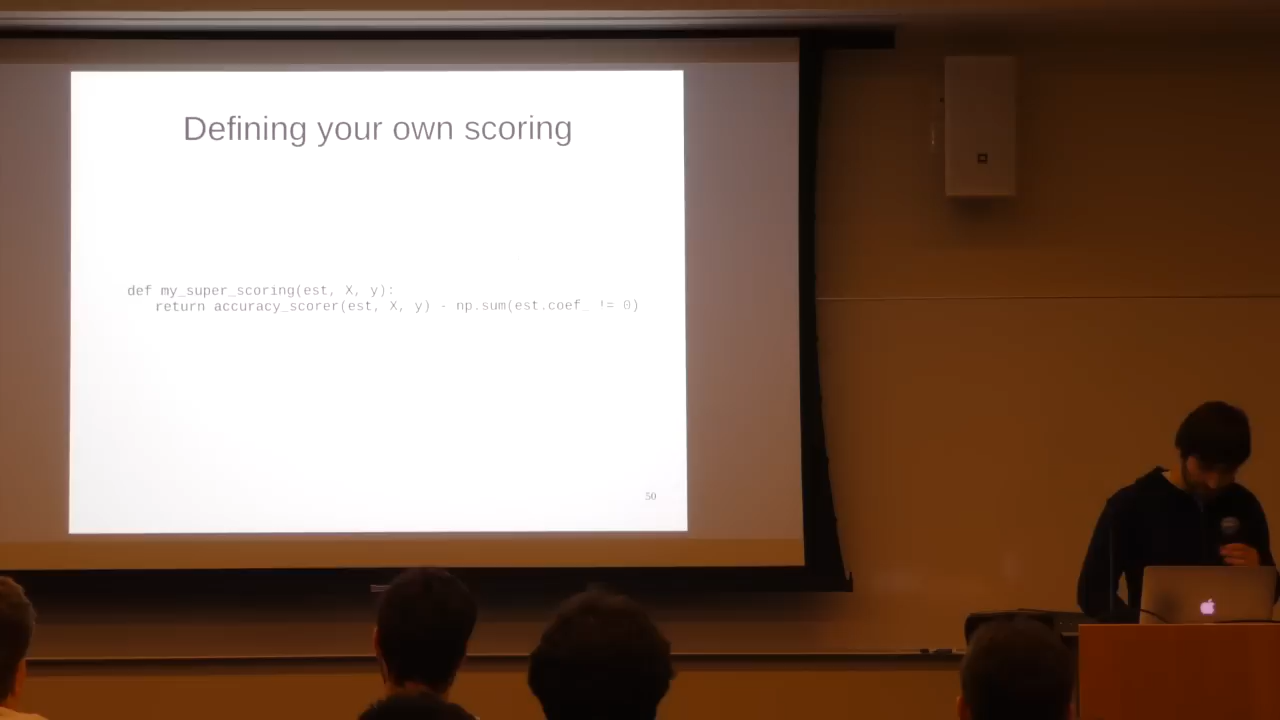 Defining your own scoring
def my_super_scoring(est, X, y):
return accuracy_scorer(est, X, y) - np.sum(est.coef_ != 0)
50